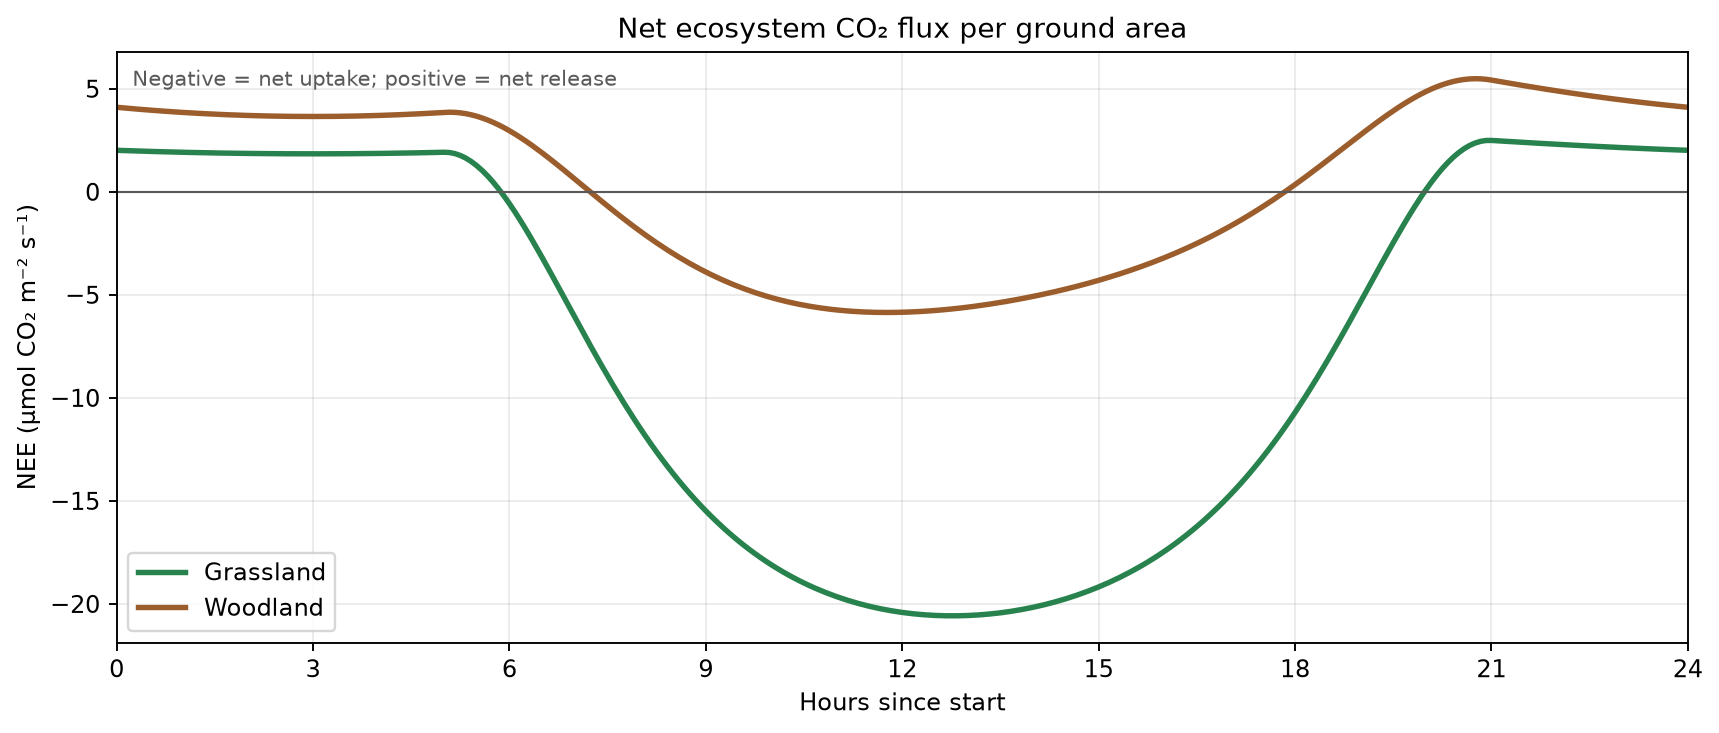 Net ecosystem CO₂ flux per ground area
Negative = net uptake; positive = net release
NEE (μmol CO₂ m⁻² s⁻¹)
5
0
−5
−10
−15
−20
Grassland
Woodland
0 3 6 9 12 15 18 21 24
Hours since start